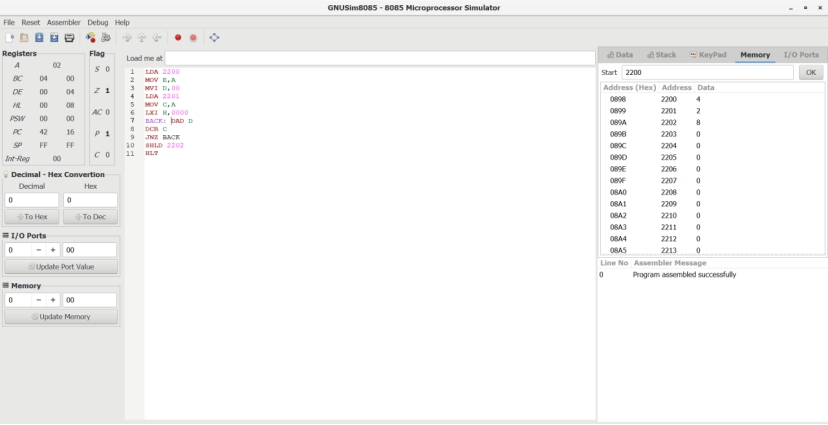 GNUSim8085 - 8085 Microprocessor Simulator
File Reset Assembler Debug Help
Registers
A 02
BC 04 00
DE 00 04
HL 00 08
PSW 00 00
PC 42 16
SP FF FF
Int-Reg 00
Flag
S 0
Z 1
AC 0
P 1
C 0
Decimal - Hex Convertion
Decimal Hex
0 0
To Hex To Dec
I/O Ports
0 - + 00
Update Port Value
Memory
0 - + 00
Update Memory
Load me at
1 LDA 2200
2 MOV E,A
3 MVI D,00
4 LDA 2201
5 MOV C,A
6 LXI H,0000
7 BACK: DAD D
8 DCR C
9 JNZ BACK
10 SHLD 2202
11 HLT
Data Stack KeyPad Memory I/O Ports
Start 2200 OK
Address (Hex) Address Data
0898 2200 4
0899 2201 2
089A 2202 8
089B 2203 0
089C 2204 0
089D 2205 0
089E 2206 0
089F 2207 0
08A0 2208 0
08A1 2209 0
08A2 2210 0
08A3 2211 0
08A4 2212 0
08A5 2213 0
Line No Assembler Message
0 Program assembled successfully